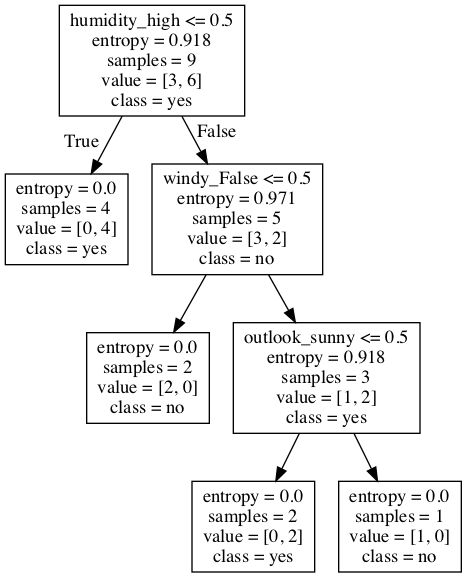 humidity_high <= 0.5
entropy = 0.918
samples = 9
value = [3, 6]
class = yes
True
False
entropy = 0.0
samples = 4
value = [0, 4]
class = yes
windy_False <= 0.5
entropy = 0.971
samples = 5
value = [3, 2]
class = no
entropy = 0.0
samples = 2
value = [2, 0]
class = no
outlook_sunny <= 0.5
entropy = 0.918
samples = 3
value = [1, 2]
class = yes
entropy = 0.0
samples = 2
value = [0, 2]
class = yes
entropy = 0.0
samples = 1
value = [1, 0]
class = no